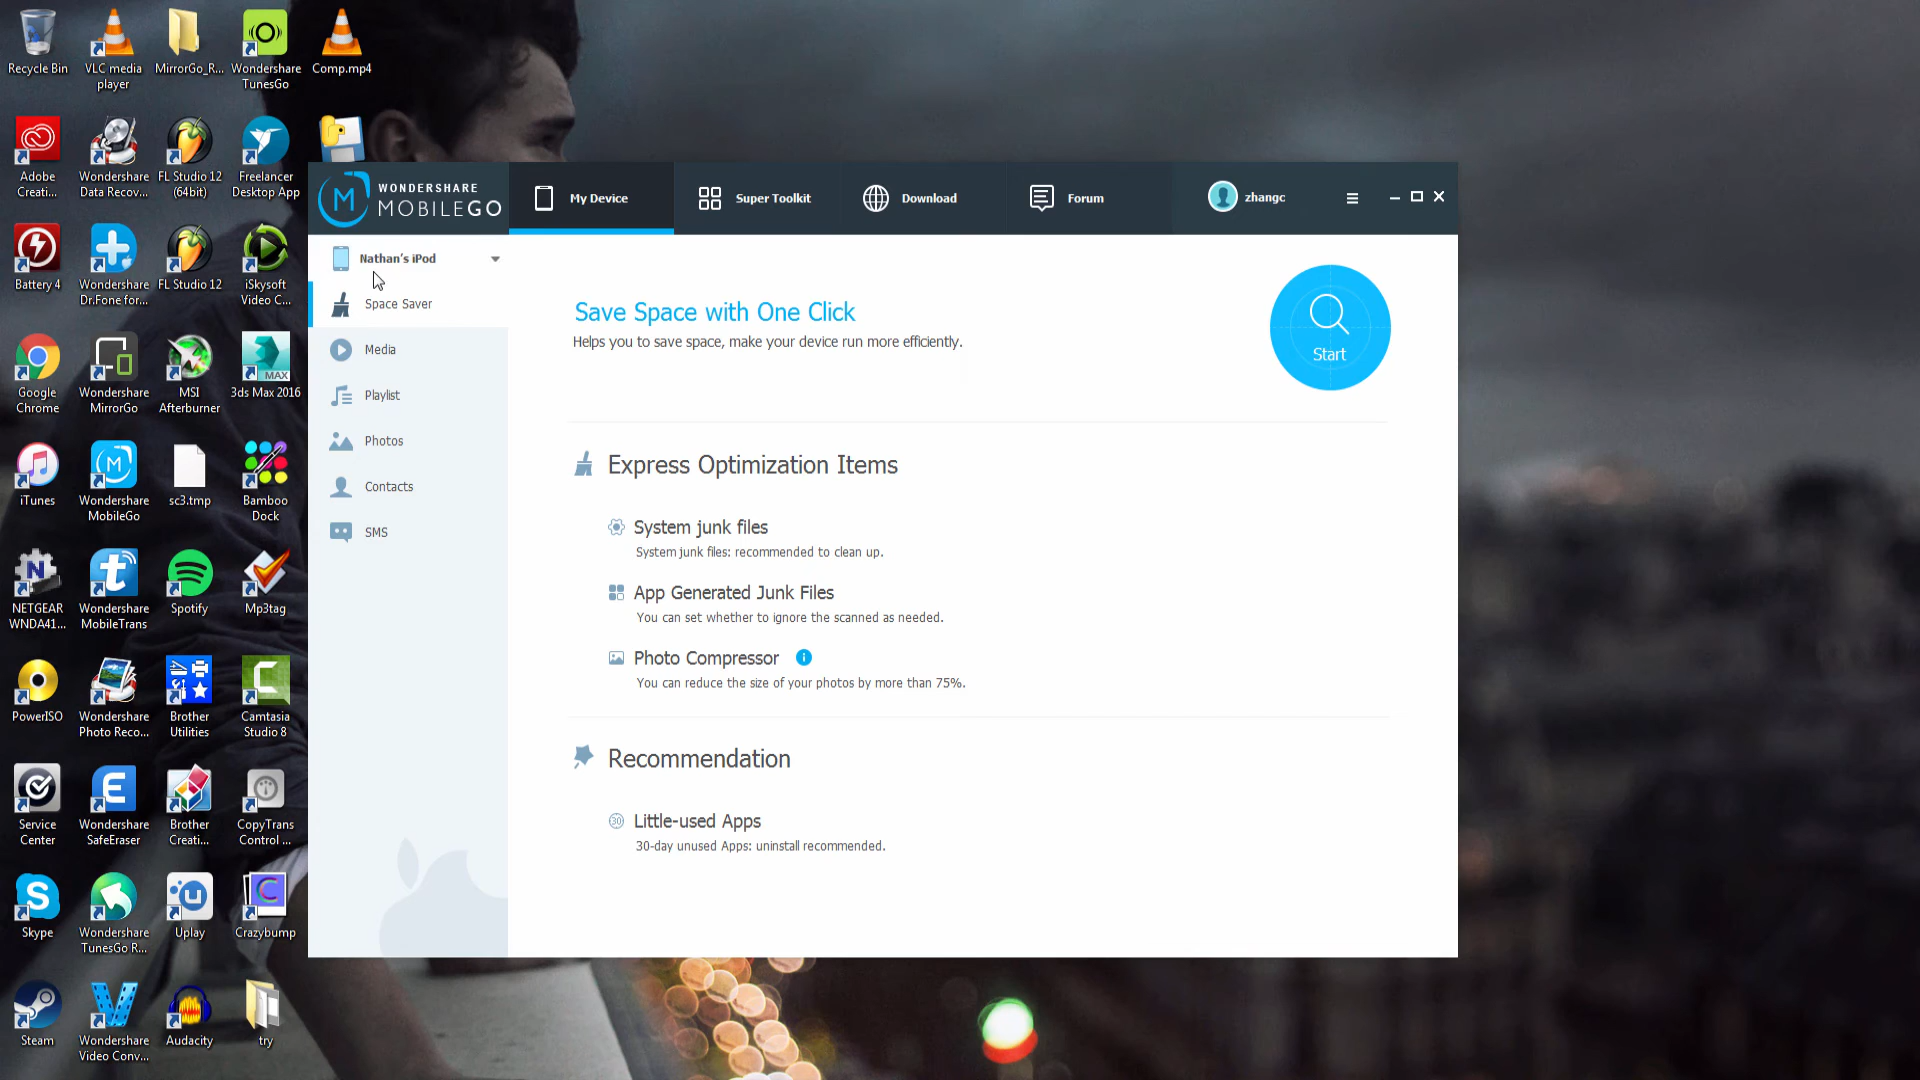 Recycle Bin
VLC media
player
MirrorGo_R...
Wondershare
TunesGo
Comp.mp4
Adobe
Creati...
Wondershare
Data Recov...
FL Studio 12
(64bit)
Freelancer
Desktop App
Battery 4
Wondershare
Dr.Fone for...
FL Studio 12
iSkysoft
Video C...
Google
Chrome
Wondershare
MirrorGo
MSI
Afterburner
MAX
3ds Max 2016
iTunes
Wondershare
MobileGo
sc3.tmp
Bamboo
Dock
NETGEAR
WNDA41...
Wondershare
MobileTrans
Spotify
Mp3tag
PowerISO
Wondershare
Photo Reco...
Brother
Utilities
Camtasia
Studio 8
Service
Center
Wondershare
SafeEraser
Brother
Creati...
CopyTrans
Control ...
Skype
Wondershare
TunesGo R...
Uplay
Crazybump
Steam
Wondershare
Video Conv...
Audacity
try
WONDERSHARE
MOBILEGO
My Device
Super Toolkit
Download
Forum
zhangc
Nathan's iPod
Space Saver
Media
Playlist
Photos
Contacts
SMS
Save Space with One Click
Helps you to save space, make your device run more efficiently.
Start
Express Optimization Items
System junk files
System junk files: recommended to clean up.
App Generated Junk Files
You can set whether to ignore the scanned as needed.
Photo Compressor
You can reduce the size of your photos by more than 75%.
Recommendation
30
Little-used Apps
30-day unused Apps: uninstall recommended.